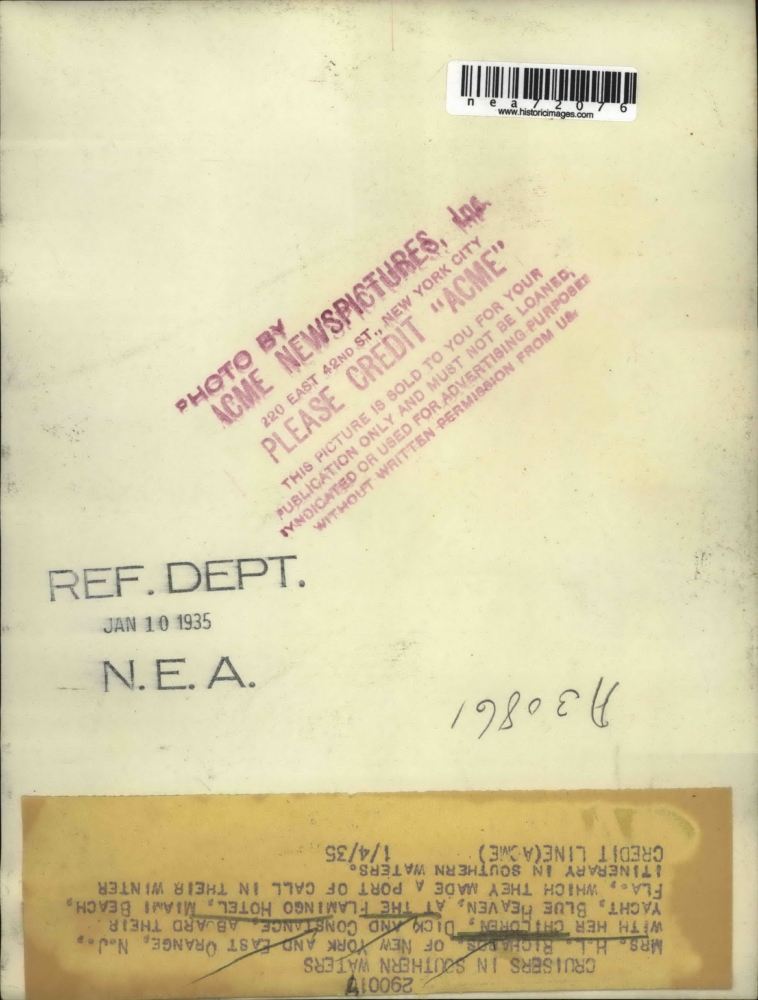 nea72076
www.historicimages.com
PHOTO BY
ACME NEWSPICTURES, Inc.
220 EAST 42ND ST., NEW YORK CITY
PLEASE CREDIT "ACME"
THIS PICTURE IS SOLD TO YOU FOR YOUR
PUBLICATION ONLY AND MUST NOT BE LOANED,
SYNDICATED OR USED FOR ADVERTISING PURPOSES
WITHOUT WRITTEN PERMISSION FROM US.
REF. DEPT.
JAN 10 1935
N. E. A.
A30861
CRUISERS IN SOUTHERN WATERS
MRS. H.L. RICHARDS, OF NEW YORK AND EAST ORANGE, N.J.,
WITH HER CHILDREN, DICK AND CONSTANCE, ABOARD THEIR
YACHT, BLUE HEAVEN, AT THE FLAMINGO HOTEL, MIAMI BEACH,
FLA., WHICH THEY MADE A PORT OF CALL IN THEIR WINTER
ITINERARY IN SOUTHERN WATERS.
CREDIT LINE(ACME) 1/4/35